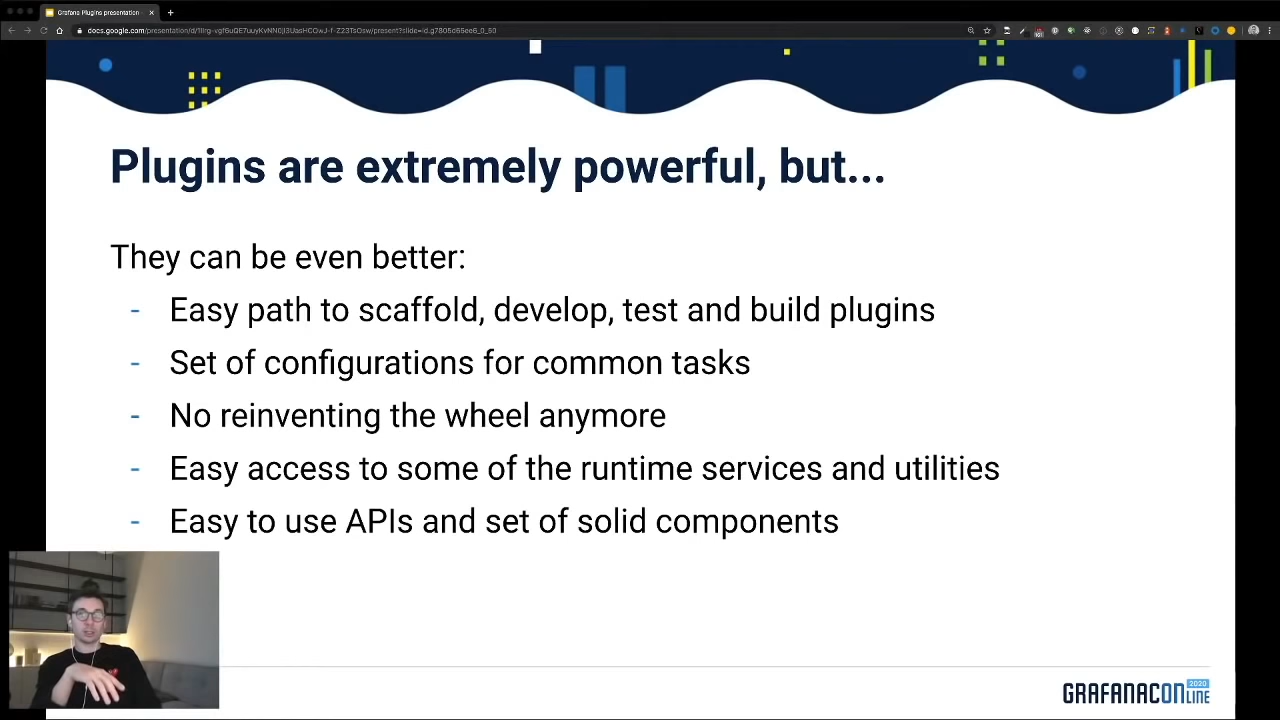 Grafana Plugins presentation
Plugins are extremely powerful, but...
They can be even better:
- Easy path to scaffold, develop, test and build plugins
- Set of configurations for common tasks
- No reinventing the wheel anymore
- Easy access to some of the runtime services and utilities
- Easy to use APIs and set of solid components
GRAFANACONLINE 2020